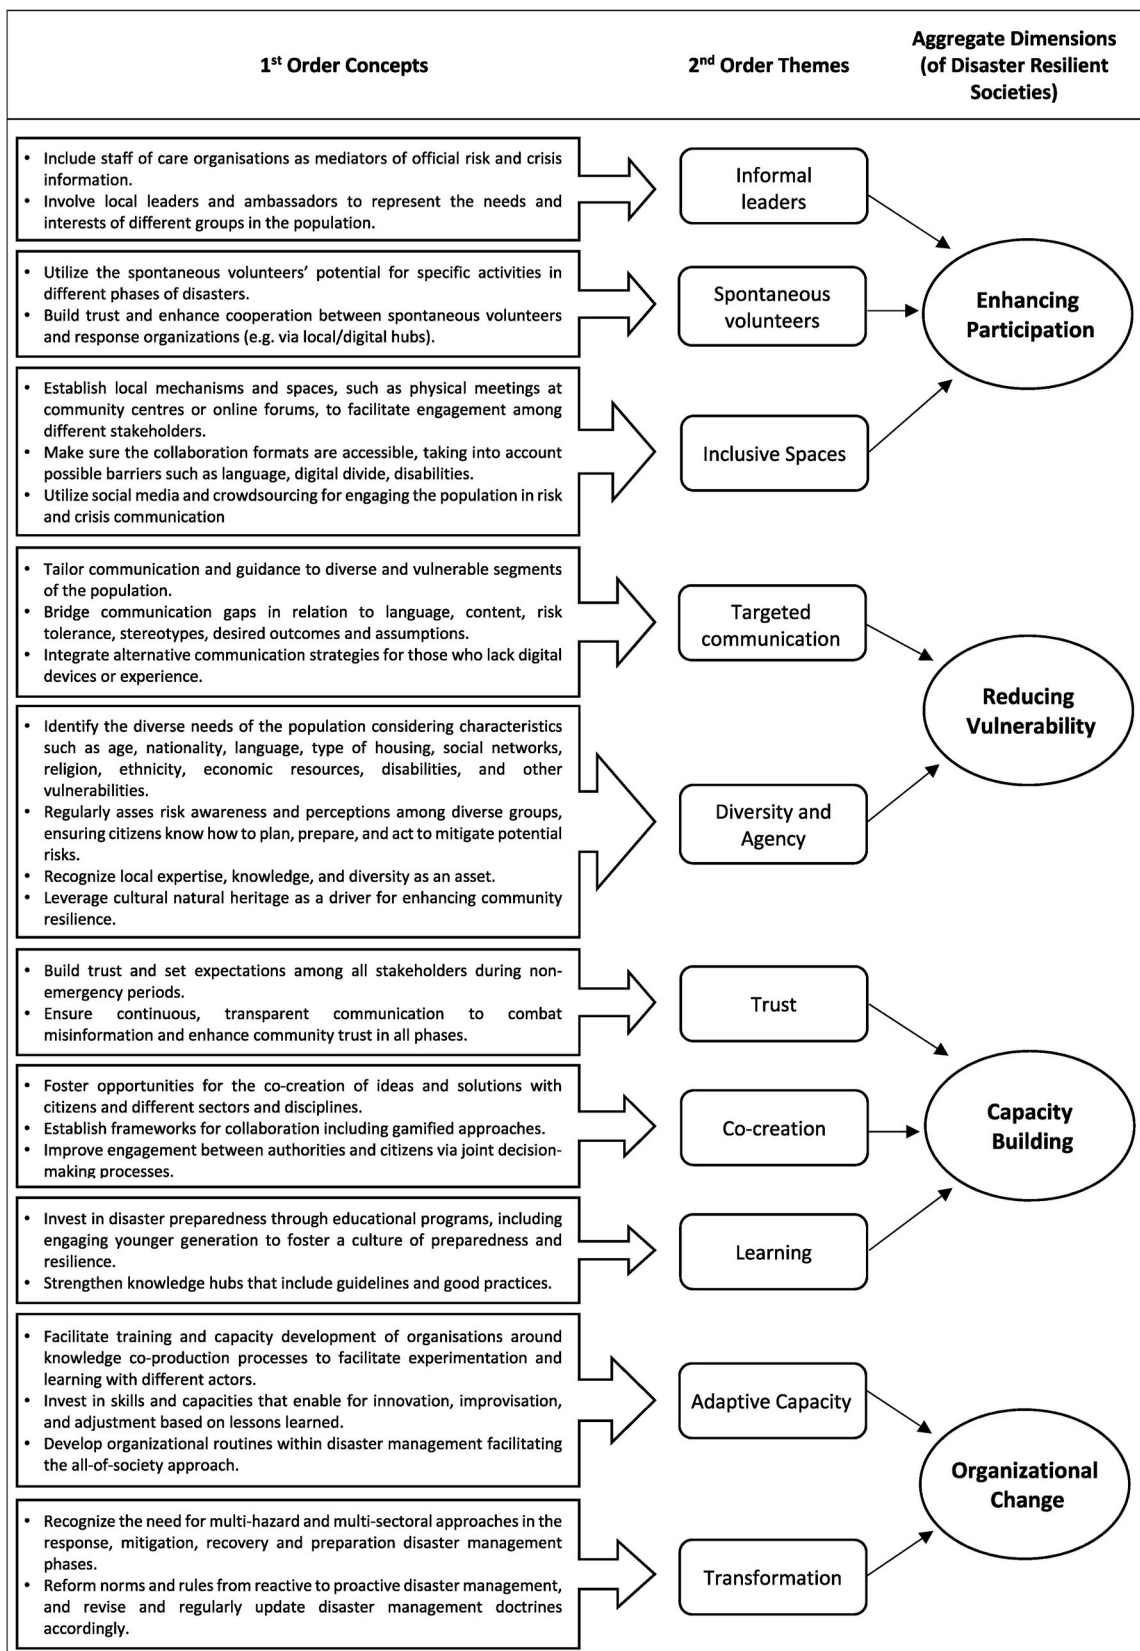 1st Order Concepts
2nd Order Themes
Aggregate Dimensions
(of Disaster Resilient
Societies)
• Include staff of care organisations as mediators of official risk and crisis
information.
• Involve local leaders and ambassadors to represent the needs and
interests of different groups in the population.
Informal
leaders
• Utilize the spontaneous volunteers’ potential for specific activities in
different phases of disasters.
• Build trust and enhance cooperation between spontaneous volunteers
and response organizations (e.g. via local/digital hubs).
Spontaneous
volunteers
Enhancing
Participation
• Establish local mechanisms and spaces, such as physical meetings at
community centres or online forums, to facilitate engagement among
different stakeholders.
• Make sure the collaboration formats are accessible, taking into account
possible barriers such as language, digital divide, disabilities.
• Utilize social media and crowdsourcing for engaging the population in risk
and crisis communication
Inclusive Spaces
• Tailor communication and guidance to diverse and vulnerable segments
of the population.
• Bridge communication gaps in relation to language, content, risk
tolerance, stereotypes, desired outcomes and assumptions.
• Integrate alternative communication strategies for those who lack digital
devices or experience.
Targeted
communication
Reducing
Vulnerability
• Identify the diverse needs of the population considering characteristics
such as age, nationality, language, type of housing, social networks,
religion, ethnicity, economic resources, disabilities, and other
vulnerabilities.
• Regularly asses risk awareness and perceptions among diverse groups,
ensuring citizens know how to plan, prepare, and act to mitigate potential
risks.
• Recognize local expertise, knowledge, and diversity as an asset.
• Leverage cultural natural heritage as a driver for enhancing community
resilience.
Diversity and
Agency
• Build trust and set expectations among all stakeholders during non-
emergency periods.
• Ensure continuous, transparent communication to combat
misinformation and enhance community trust in all phases.
Trust
• Foster opportunities for the co-creation of ideas and solutions with
citizens and different sectors and disciplines.
• Establish frameworks for collaboration including gamified approaches.
• Improve engagement between authorities and citizens via joint decision-
making processes.
Co-creation
Capacity
Building
• Invest in disaster preparedness through educational programs, including
engaging younger generation to foster a culture of preparedness and
resilience.
• Strengthen knowledge hubs that include guidelines and good practices.
Learning
• Facilitate training and capacity development of organisations around
knowledge co-production processes to facilitate experimentation and
learning with different actors.
• Invest in skills and capacities that enable for innovation, improvisation,
and adjustment based on lessons learned.
• Develop organizational routines within disaster management facilitating
the all-of-society approach.
Adaptive Capacity
Organizational
Change
• Recognize the need for multi-hazard and multi-sectoral approaches in the
response, mitigation, recovery and preparation disaster management
phases.
• Reform norms and rules from reactive to proactive disaster management,
and revise and regularly update disaster management doctrines
accordingly.
Transformation